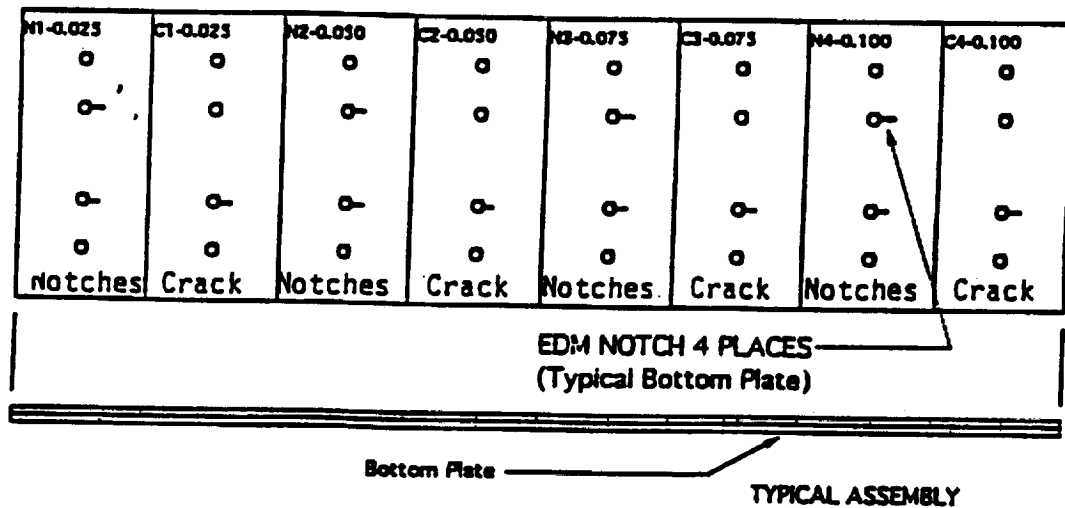 N1-0.025 C1-0.025 N2-0.050 C2-0.050 N3-0.075 C3-0.075 N4-0.100 C4-0.100
Notches Crack Notches Crack Notches Crack Notches Crack
EDM NOTCH 4 PLACES
(Typical Bottom Plate)
Bottom Plate
TYPICAL ASSEMBLY